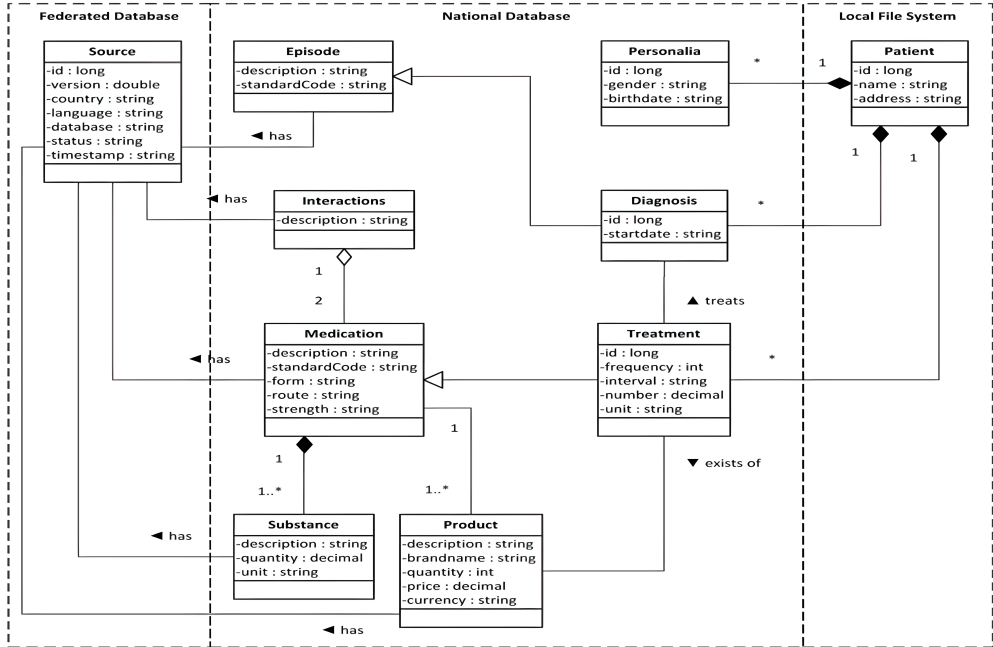 Federated Database
National Database
Local File System
Source
-id : long
-version : double
-country : string
-language : string
-database : string
-status : string
-timestamp : string
Episode
-description : string
-standardCode : string
◄ has
Personalia
-id : long
-gender : string
-birthdate : string
*
1
Patient
-id : long
-name : string
-address : string
1
1
◄ has
Interactions
-description : string
1
2
Diagnosis
-id : long
-startdate : string
*
▲ treats
◄ has
Medication
-description : string
-standardCode : string
-form : string
-route : string
-strength : string
Treatment
-id : long
-frequency : int
-interval : string
-number : decimal
-unit : string
*
1
1..*
1
1..*
▼ exists of
◄ has
Substance
-description : string
-quantity : decimal
-unit : string
Product
-description : string
-brandname : string
-quantity : int
-price : decimal
-currency : string
◄ has